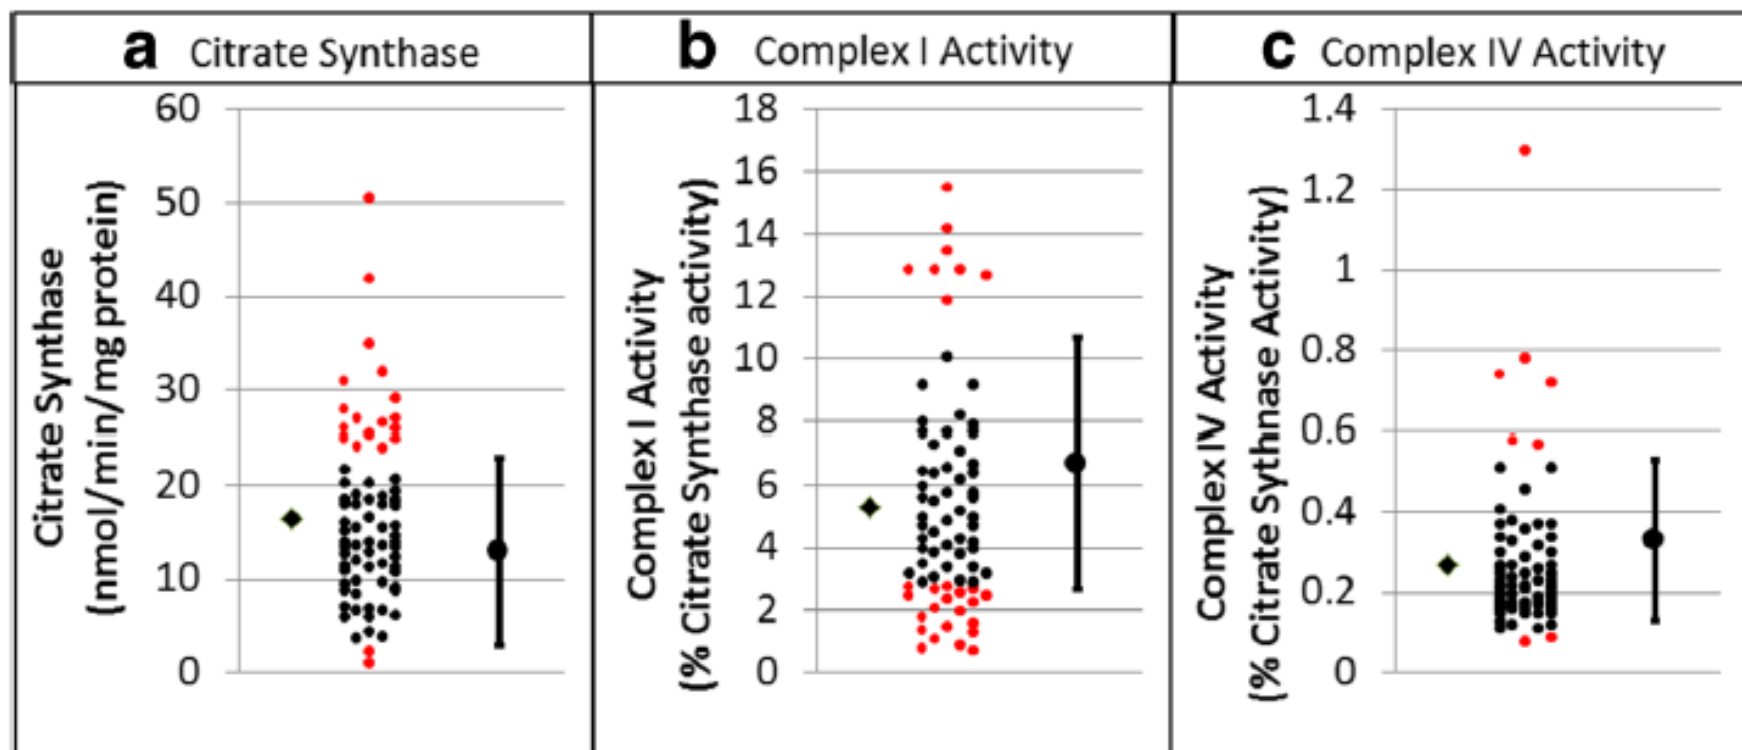 a Citrate Synthase
Citrate Synthase
(nmol/min/mg protein)
60
50
40
30
20
10
0
b Complex I Activity
Complex I Activity
(% Citrate Synthase activity)
18
16
14
12
10
8
6
4
2
0
c Complex IV Activity
Complex IV Activity
(% Citrate Sythnase Activity)
1.4
1.2
1
0.8
0.6
0.4
0.2
0